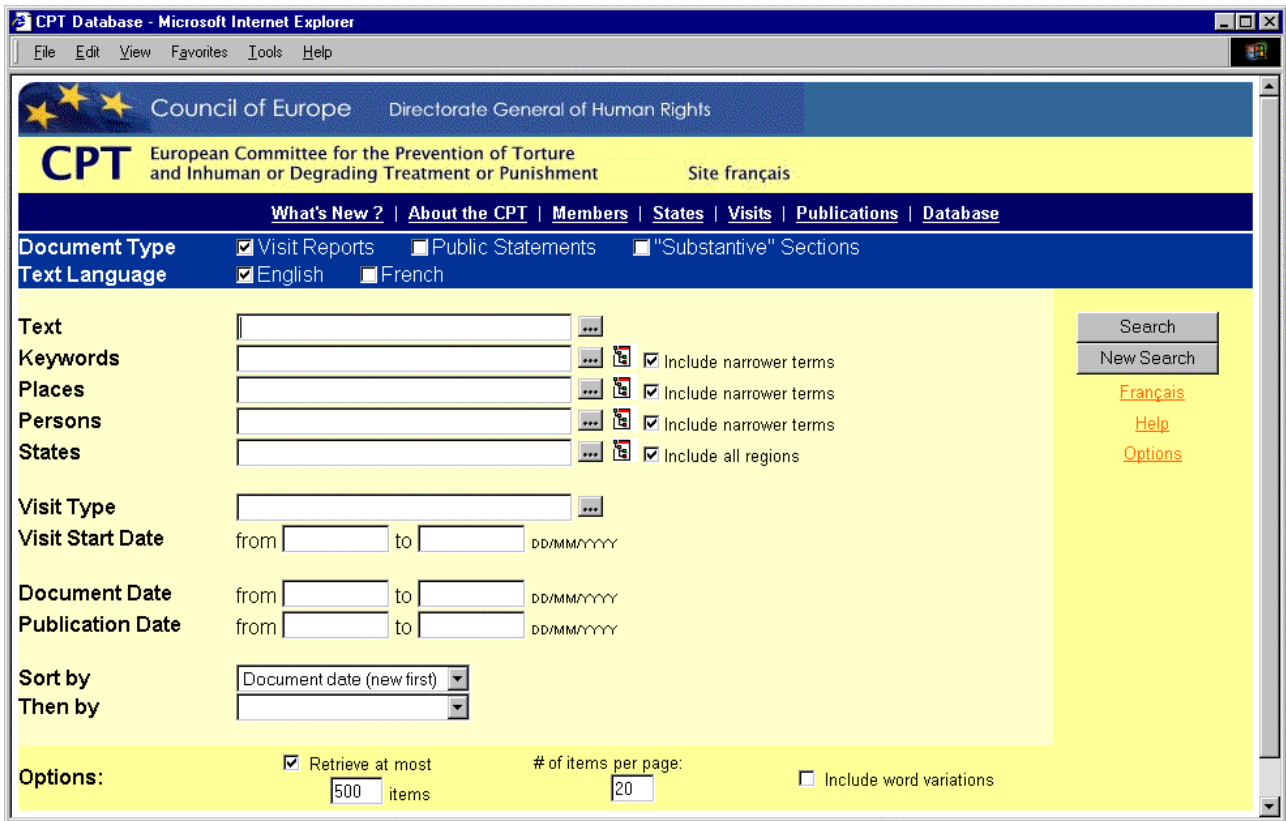 CPT Database - Microsoft Internet Explorer
File Edit View Favorites Tools Help
Council of Europe Directorate General of Human Rights
CPT European Committee for the Prevention of Torture
and Inhuman or Degrading Treatment or Punishment Site français
What's New ? | About the CPT | Members | States | Visits | Publications | Database
Document Type Visit Reports Public Statements "Substantive" Sections
Text Language English French
Text ... Search
Keywords ... Include narrower terms New Search
Places ... Include narrower terms Français
Persons ... Include narrower terms Help
States ... Include all regions Options
Visit Type ...
Visit Start Date from to DD/MM/YYYY
Document Date from to DD/MM/YYYY
Publication Date from to DD/MM/YYYY
Sort by Document date (new first)
Then by
Options: Retrieve at most # of items per page: Include word variations
500 items 20